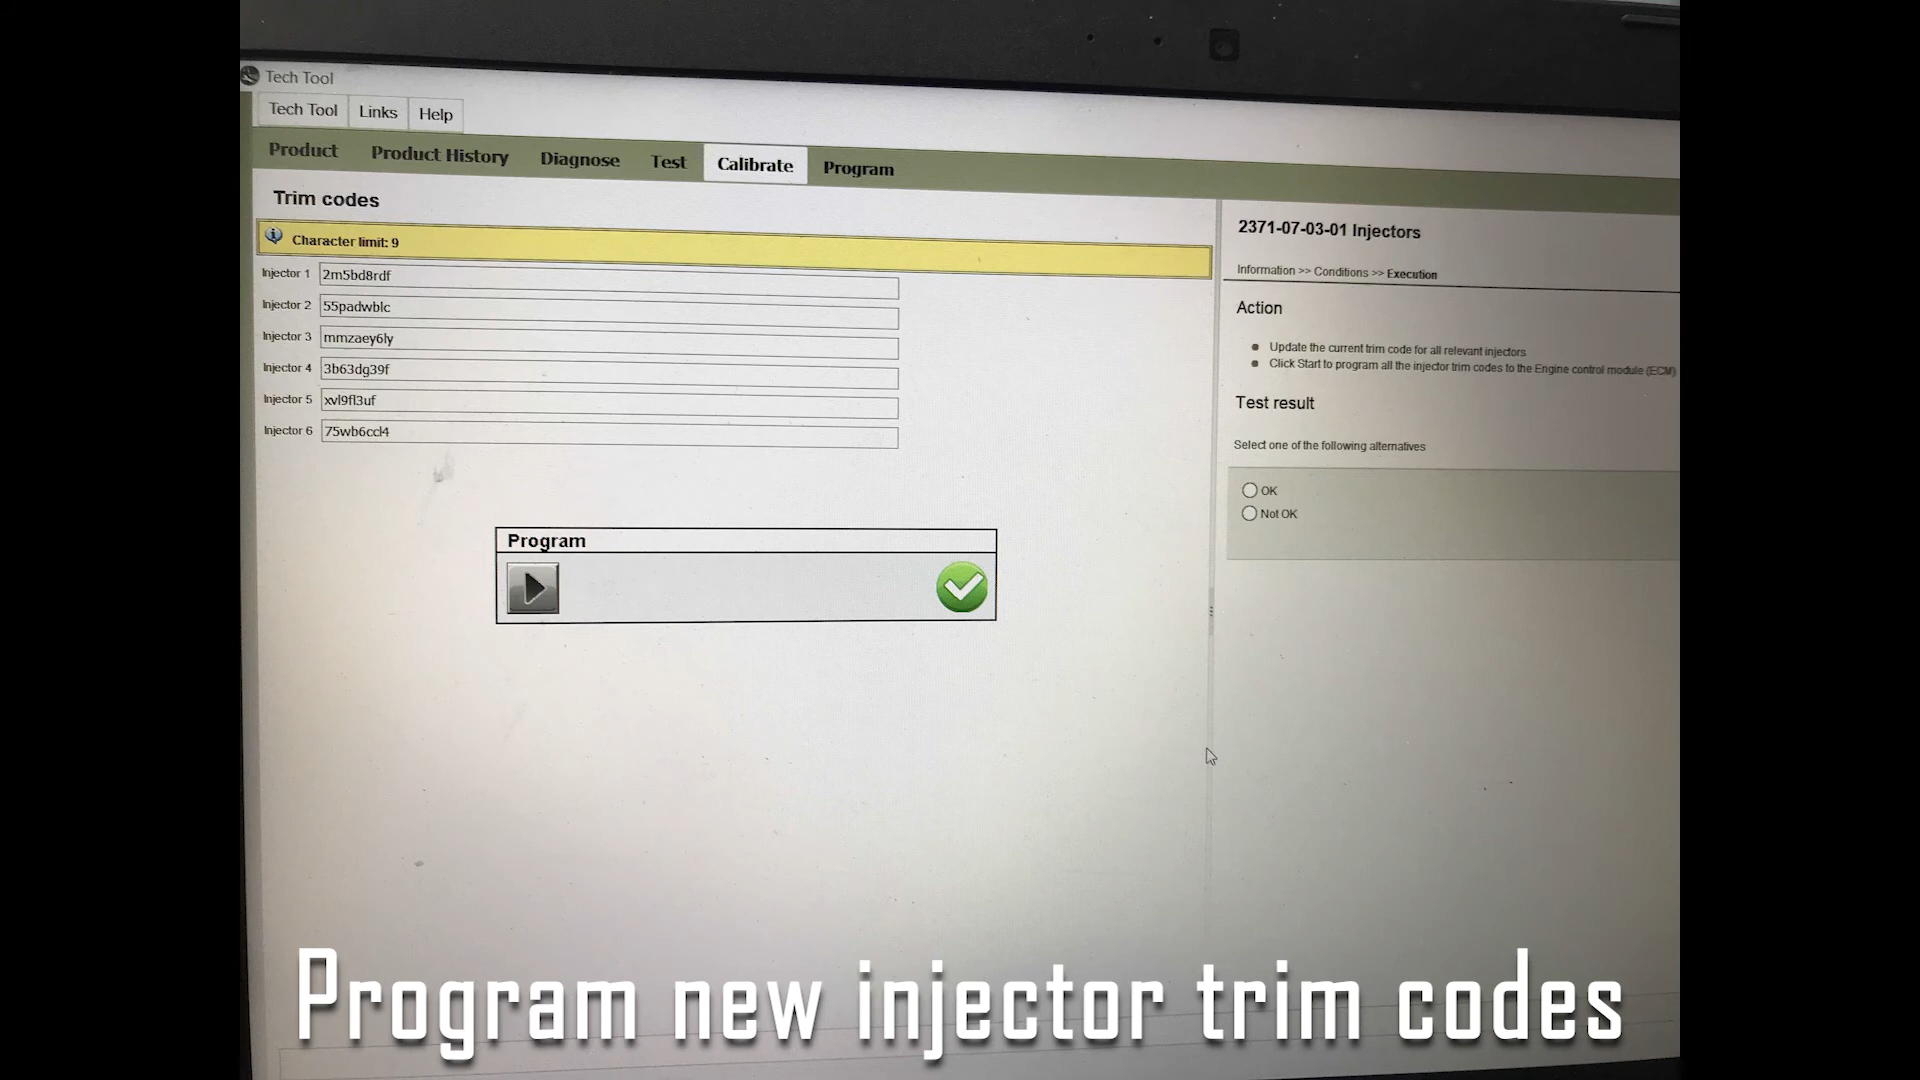 Tech Tool
Tech Tool Links Help
Product Product History Diagnose Test Calibrate Program
Trim codes
Character limit: 9
Injector 1 2m5bd8rdf
Injector 2 55padwblc
Injector 3 mmzaey6ly
Injector 4 3b63dg39f
Injector 5 xvl9fl3uf
Injector 6 75wb6ccl4
Program
2371-07-03-01 Injectors
Information >> Conditions >> Execution
Action
Update the current trim code for all relevant injectors
Click Start to program all the injector trim codes to the Engine control module (ECM)
Test result
Select one of the following alternatives
OK
Not OK
Program new injector trim codes